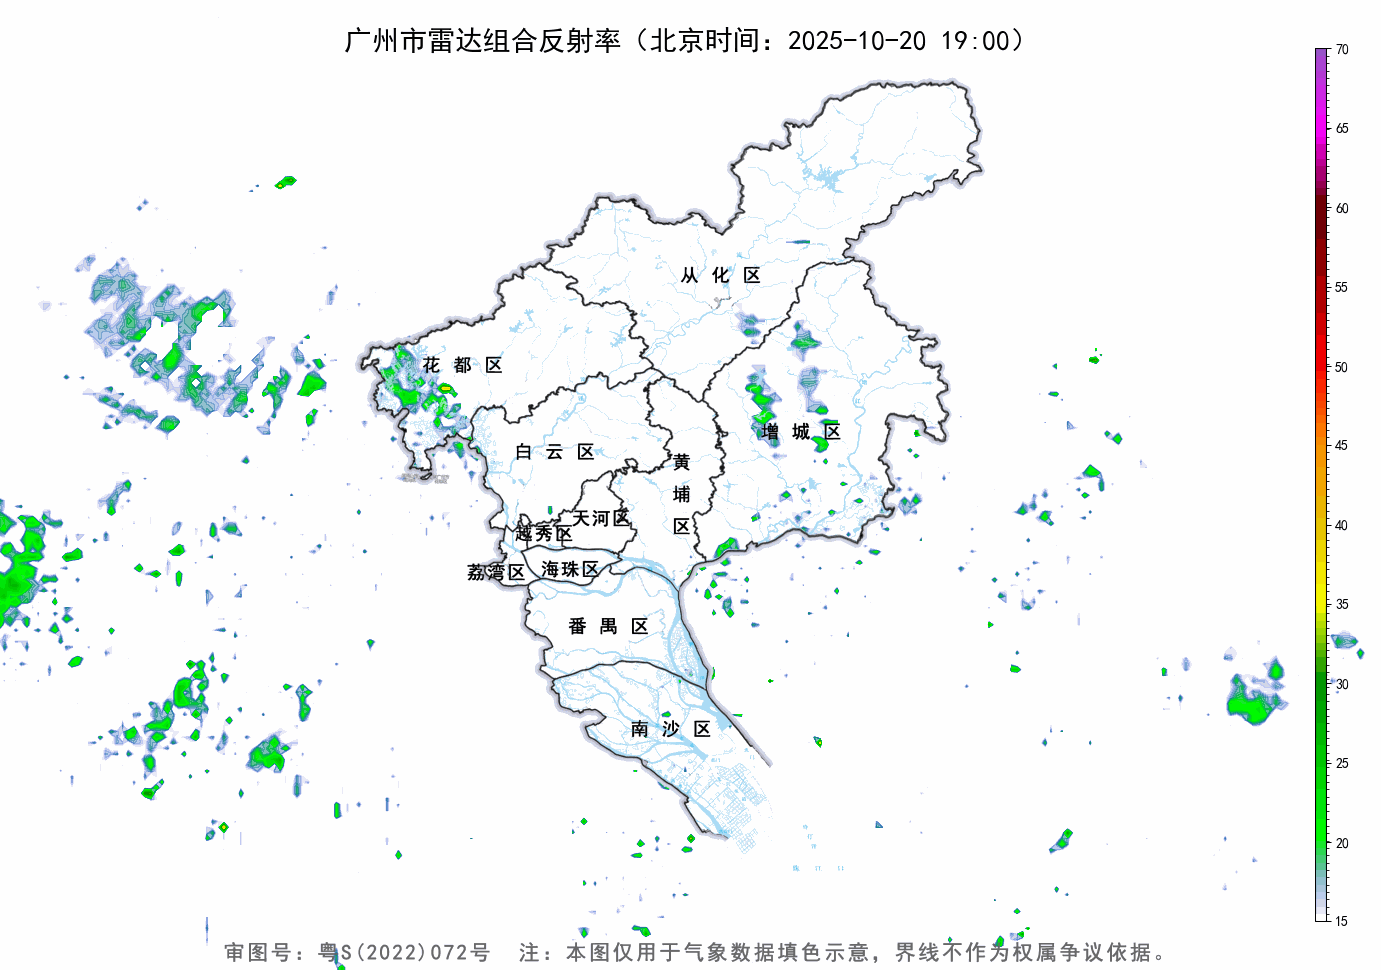 广州市雷达组合反射率（北京时间：2025-10-20 19:00）
70
65
60
55
50
45
40
35
30
25
20
15
从化区
花都区
增城区
白云区
黄埔区
天河区
越秀区
荔湾区
海珠区
番禺区
南沙区
审图号：粤S(2022)072号 注：本图仅用于气象数据填色示意，界线不作为权属争议依据。